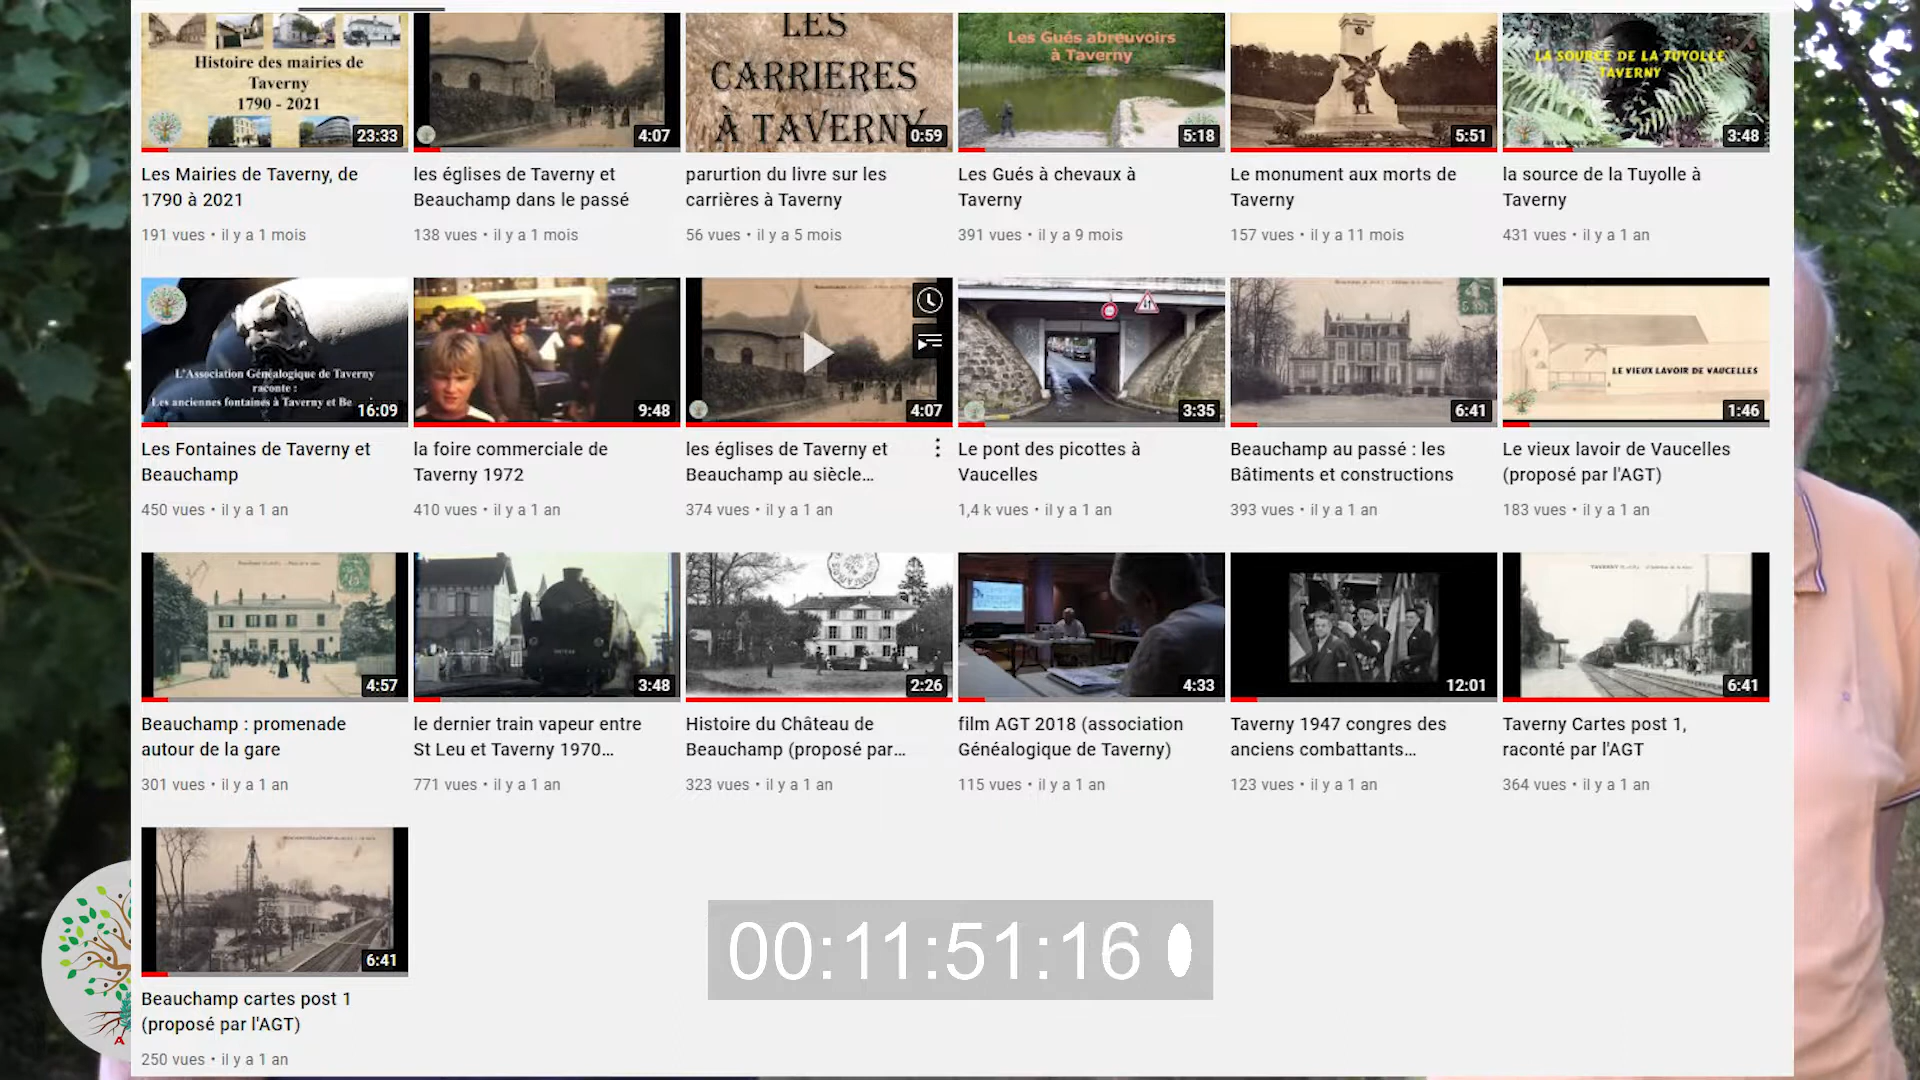 Histoire des mairies de
Taverny
1790 - 2021
23:33
4:07
LES
CARRIERES
À TAVERNY
0:59
Les Gués abreuvoirs
à Taverny
5:18
5:51
LA SOURCE DE LA TUYOLLE
TAVERNY
3:48
Les Mairies de Taverny, de
1790 à 2021
191 vues • il y a 1 mois
les églises de Taverny et
Beauchamp dans le passé
138 vues • il y a 1 mois
parurtion du livre sur les
carrières à Taverny
56 vues • il y a 5 mois
Les Gués à chevaux à
Taverny
391 vues • il y a 9 mois
Le monument aux morts de
Taverny
157 vues • il y a 11 mois
la source de la Tuyolle à
Taverny
431 vues • il y a 1 an
L'Association Généalogique de Taverny
raconte :
Les anciennes fontaines à Taverny et Be
16:09
9:48
4:07
3:35
6:41
LE VIEUX LAVOIR DE VAUCELLES
1:46
Les Fontaines de Taverny et
Beauchamp
450 vues • il y a 1 an
la foire commerciale de
Taverny 1972
410 vues • il y a 1 an
les églises de Taverny et
Beauchamp au siècle...
374 vues • il y a 1 an
Le pont des picottes à
Vaucelles
1,4 k vues • il y a 1 an
Beauchamp au passé : les
Bâtiments et constructions
393 vues • il y a 1 an
Le vieux lavoir de Vaucelles
(proposé par l'AGT)
183 vues • il y a 1 an
4:57
3:48
2:26
4:33
12:01
6:41
Beauchamp : promenade
autour de la gare
301 vues • il y a 1 an
le dernier train vapeur entre
St Leu et Taverny 1970...
771 vues • il y a 1 an
Histoire du Château de
Beauchamp (proposé par...
323 vues • il y a 1 an
film AGT 2018 (association
Généalogique de Taverny)
115 vues • il y a 1 an
Taverny 1947 congres des
anciens combattants...
123 vues • il y a 1 an
Taverny Cartes post 1,
raconté par l'AGT
364 vues • il y a 1 an
6:41
Beauchamp cartes post 1
(proposé par l'AGT)
250 vues • il y a 1 an
00:11:51:16
A